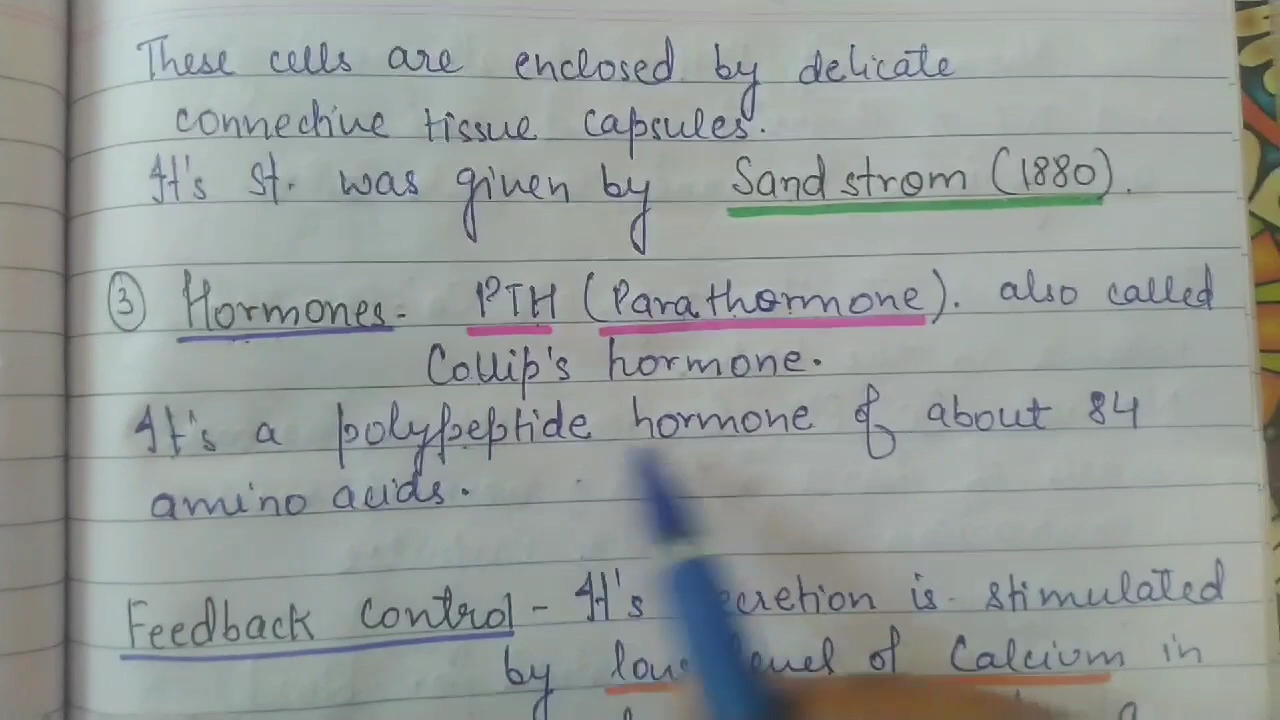 These cells are enclosed by delicate
connective tissue capsules.
It's st. was given by Sandstrom (1880).
③ Hormones- PTH (Parathormone). also called
Collip's hormone.
It's a polypeptide hormone of about 84
amino acids.
Feedback control - It's secretion is stimulated
by low level of Calcium in